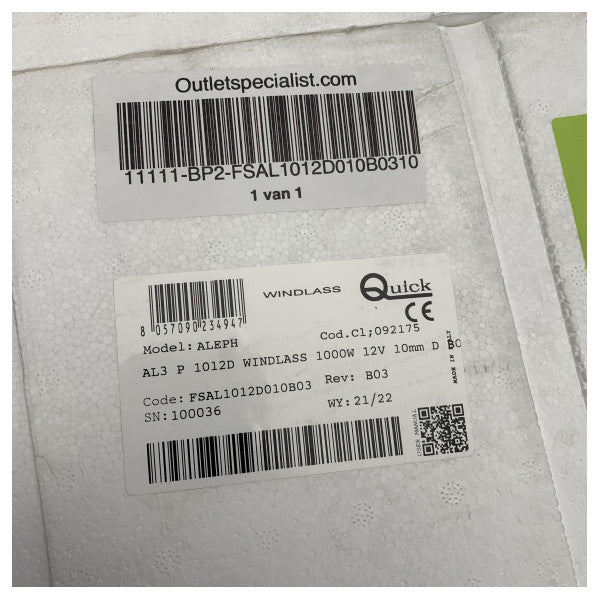 Outletspecialist.com
11111-BP2-FSAL1012D010B0310
1 van 1
WINDLASS
Quick
CE
8 057090 234947
Cod.Cl;092175
Model: ALEPH
AL3 P 1012D WINDLASS 1000W 12V 10mm D
Code: FSAL1012D010B03 Rev: B03
SN: 100036
WY: 21/22
USER MANUAL
MADE IN ITALY